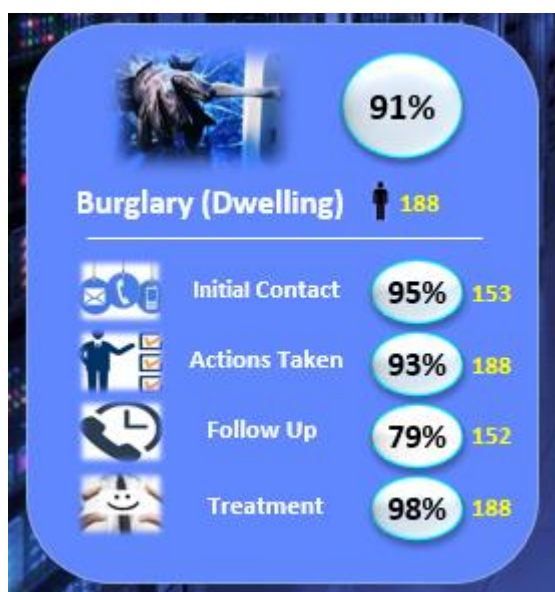 91%
Burglary (Dwelling) 188
Initial Contact 95% 153
Actions Taken 93% 188
Follow Up 79% 152
Treatment 98% 188